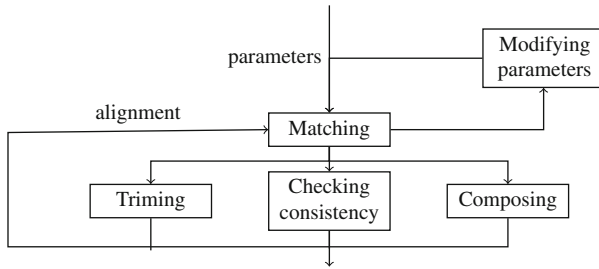 parameters
Modifying
parameters
alignment
Matching
Triming
Checking
consistency
Composing